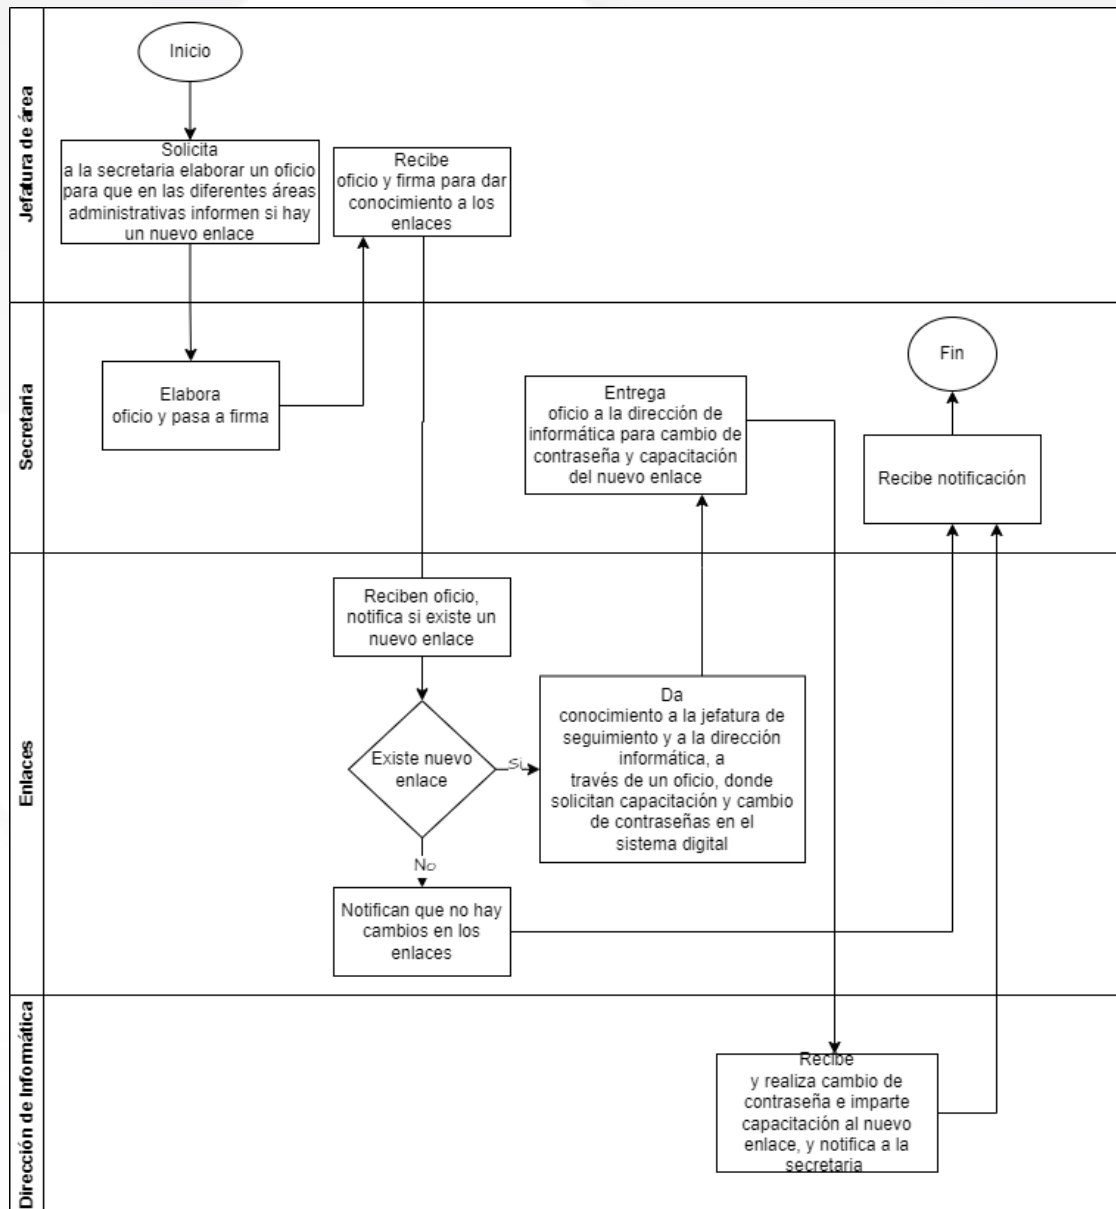 Jefatura de área
Inicio
Solicita
a la secretaria elaborar un oficio
para que en las diferentes áreas
administrativas informen si hay
un nuevo enlace
Recibe
oficio y firma para dar
conocimiento a los
enlaces
Secretaria
Elabora
oficio y pasa a firma
Entrega
oficio a la dirección de
informática para cambio de
contraseña y capacitación
del nuevo enlace
Fin
Recibe notificación
Enlaces
Reciben oficio,
notifica si existe un
nuevo enlace
Existe nuevo
enlace
Si
Da
conocimiento a la jefatura de
seguimiento y a la dirección
informática, a
través de un oficio, donde
solicitan capacitación y cambio
de contraseñas en el
sistema digital
No
Notifican que no hay
cambios en los
enlaces
Dirección de Informática
Recibe
y realiza cambio de
contraseña e imparte
capacitación al nuevo
enlace, y notifica a la
secretaria